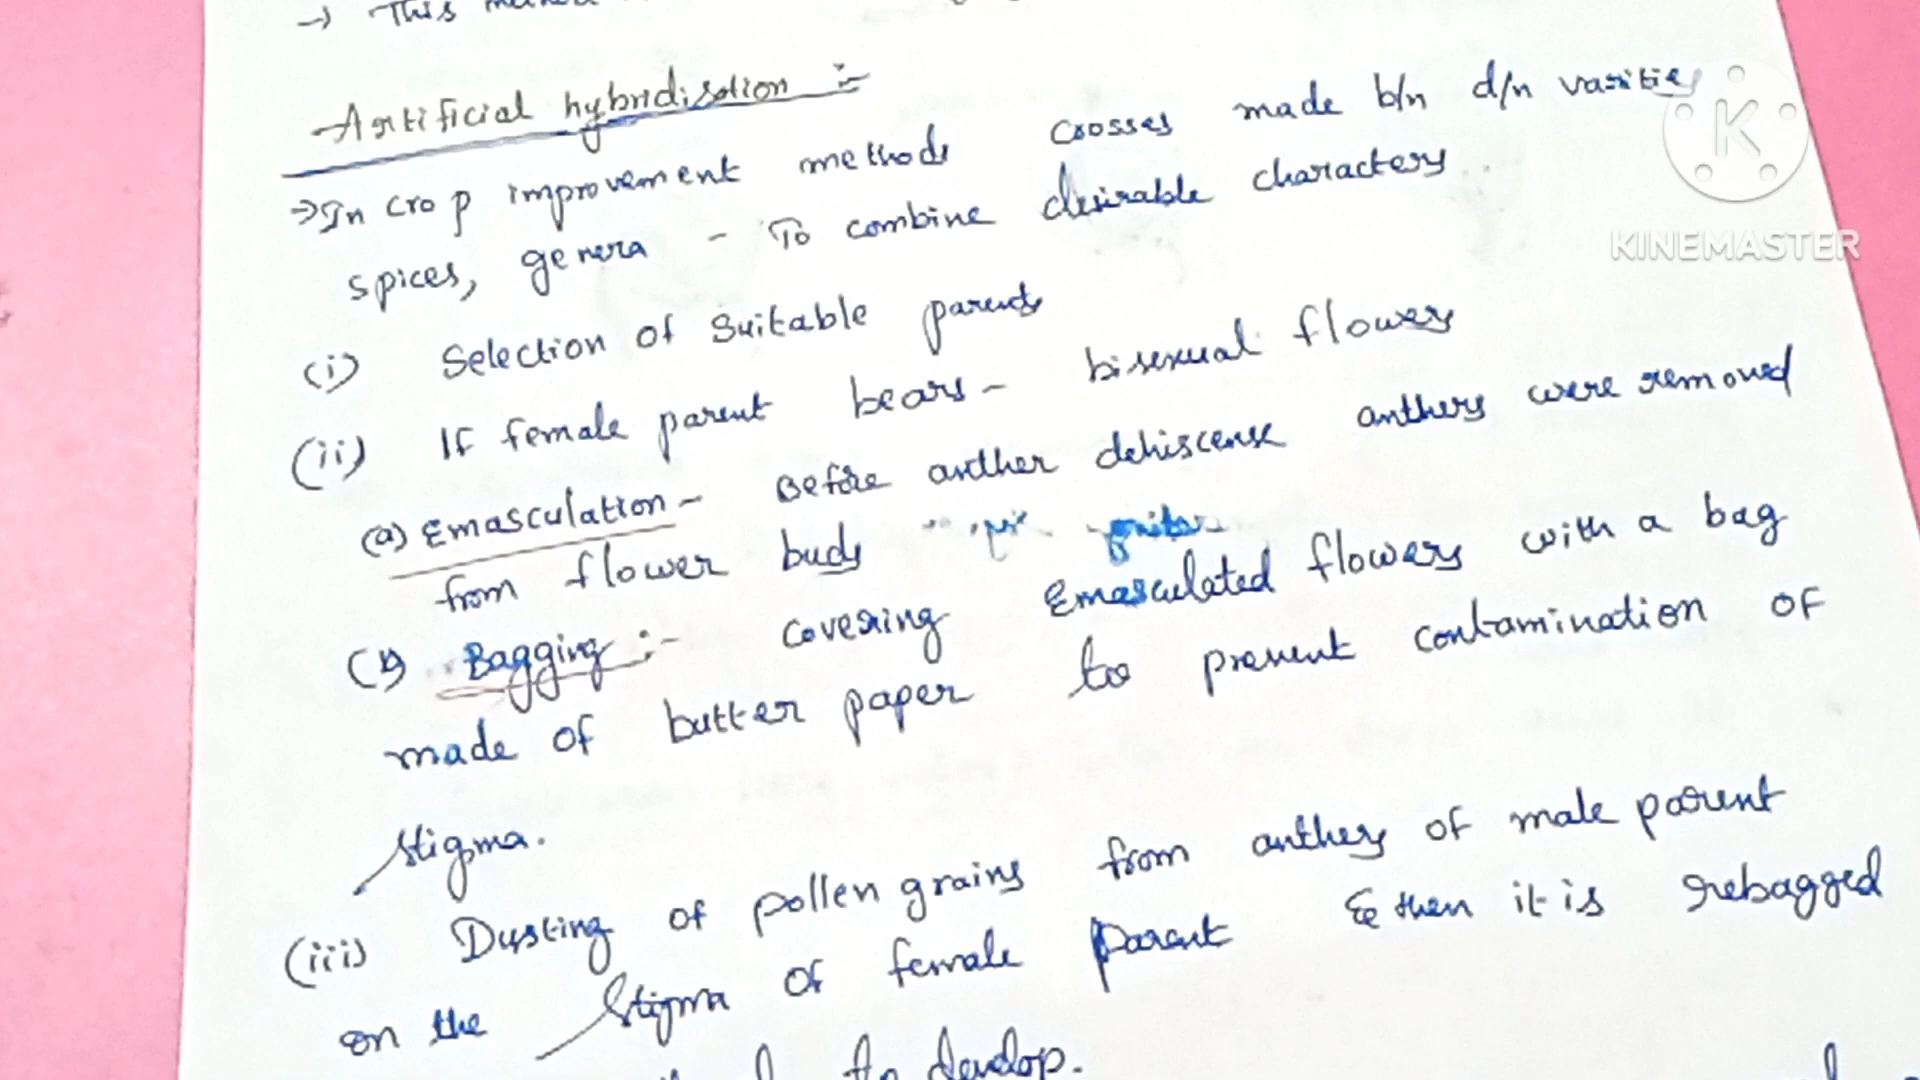 → This
Artificial hybridisation :-
→ In crop improvement methods crosses made b/n d/n varities
spices, genera - To combine desirable characters
(i) Selection of Suitable parents
(ii) If female parent bears - bisexual flowers
(a) Emasculation - Before anther dehiscense anthers were removed
from flower buds
(b) Bagging :- covering Emasculated flowers with a bag
made of butter paper to prevent contamination of
stigma.
(iii) Dusting of pollen grains from anthers of male parent
on the stigma of female parent & then it is rebagged
to develop.
K
KINEMASTER